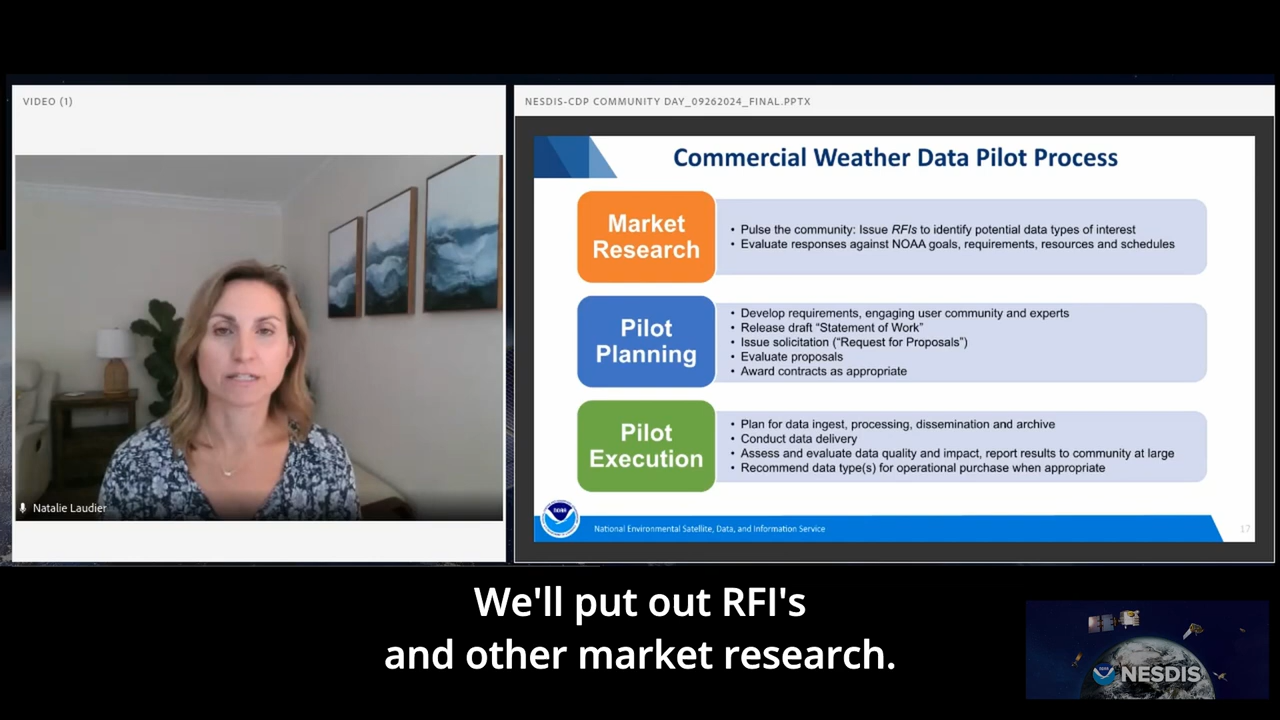 VIDEO (1)
Natalie Laudier
NESDIS-CDP COMMUNITY DAY_09262024_FINAL.PPTX
Commercial Weather Data Pilot Process
Market
Research
• Pulse the community: Issue RFIs to identify potential data types of interest
• Evaluate responses against NOAA goals, requirements, resources and schedules
Pilot
Planning
• Develop requirements, engaging user community and experts
• Release draft “Statement of Work”
• Issue solicitation (“Request for Proposals”)
• Evaluate proposals
• Award contracts as appropriate
Pilot
Execution
• Plan for data ingest, processing, dissemination and archive
• Conduct data delivery
• Assess and evaluate data quality and impact, report results to community at large
• Recommend data type(s) for operational purchase when appropriate
National Environmental Satellite, Data, and Information Service
17
We'll put out RFI's
and other market research.
NESDIS